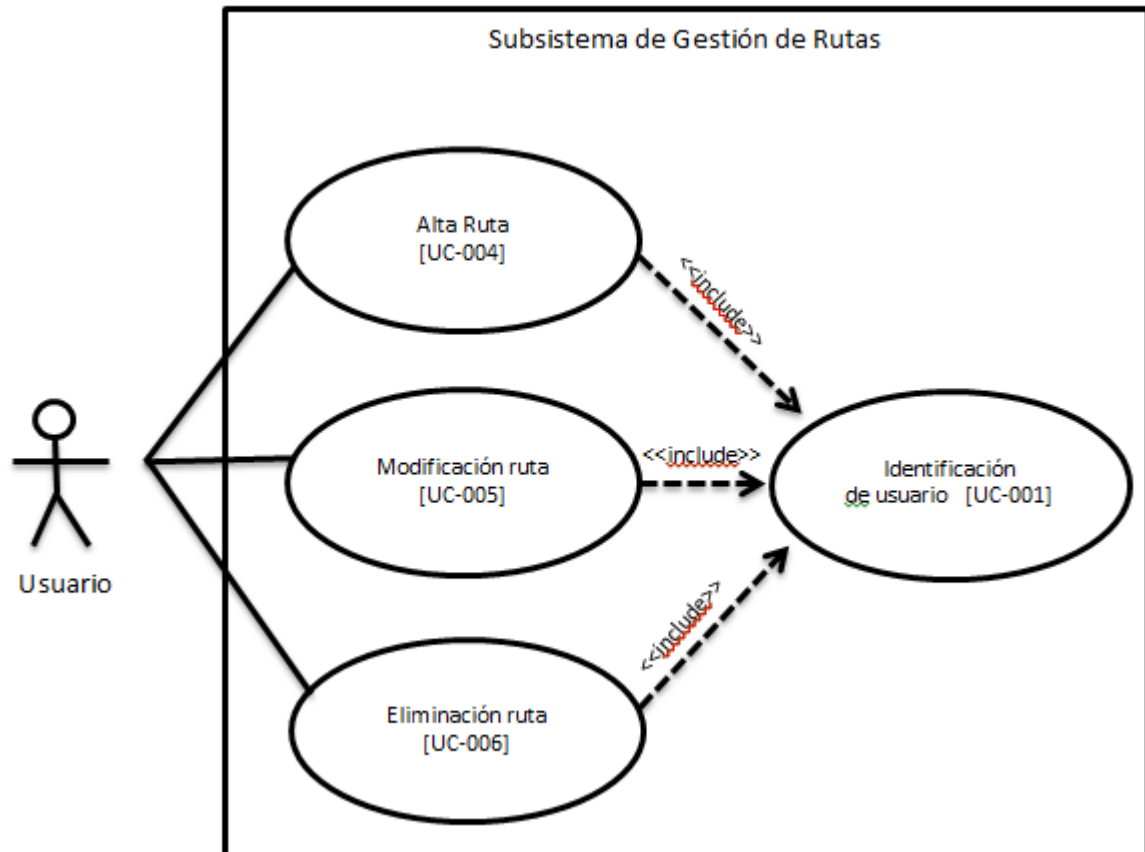 Subsistema de Gestión de Rutas
Alta Ruta
[UC-004]
<<include>>
Modificación ruta
[UC-005]
<<include>>
Identificación
de usuario [UC-001]
Usuario
<<include>>
Eliminación ruta
[UC-006]